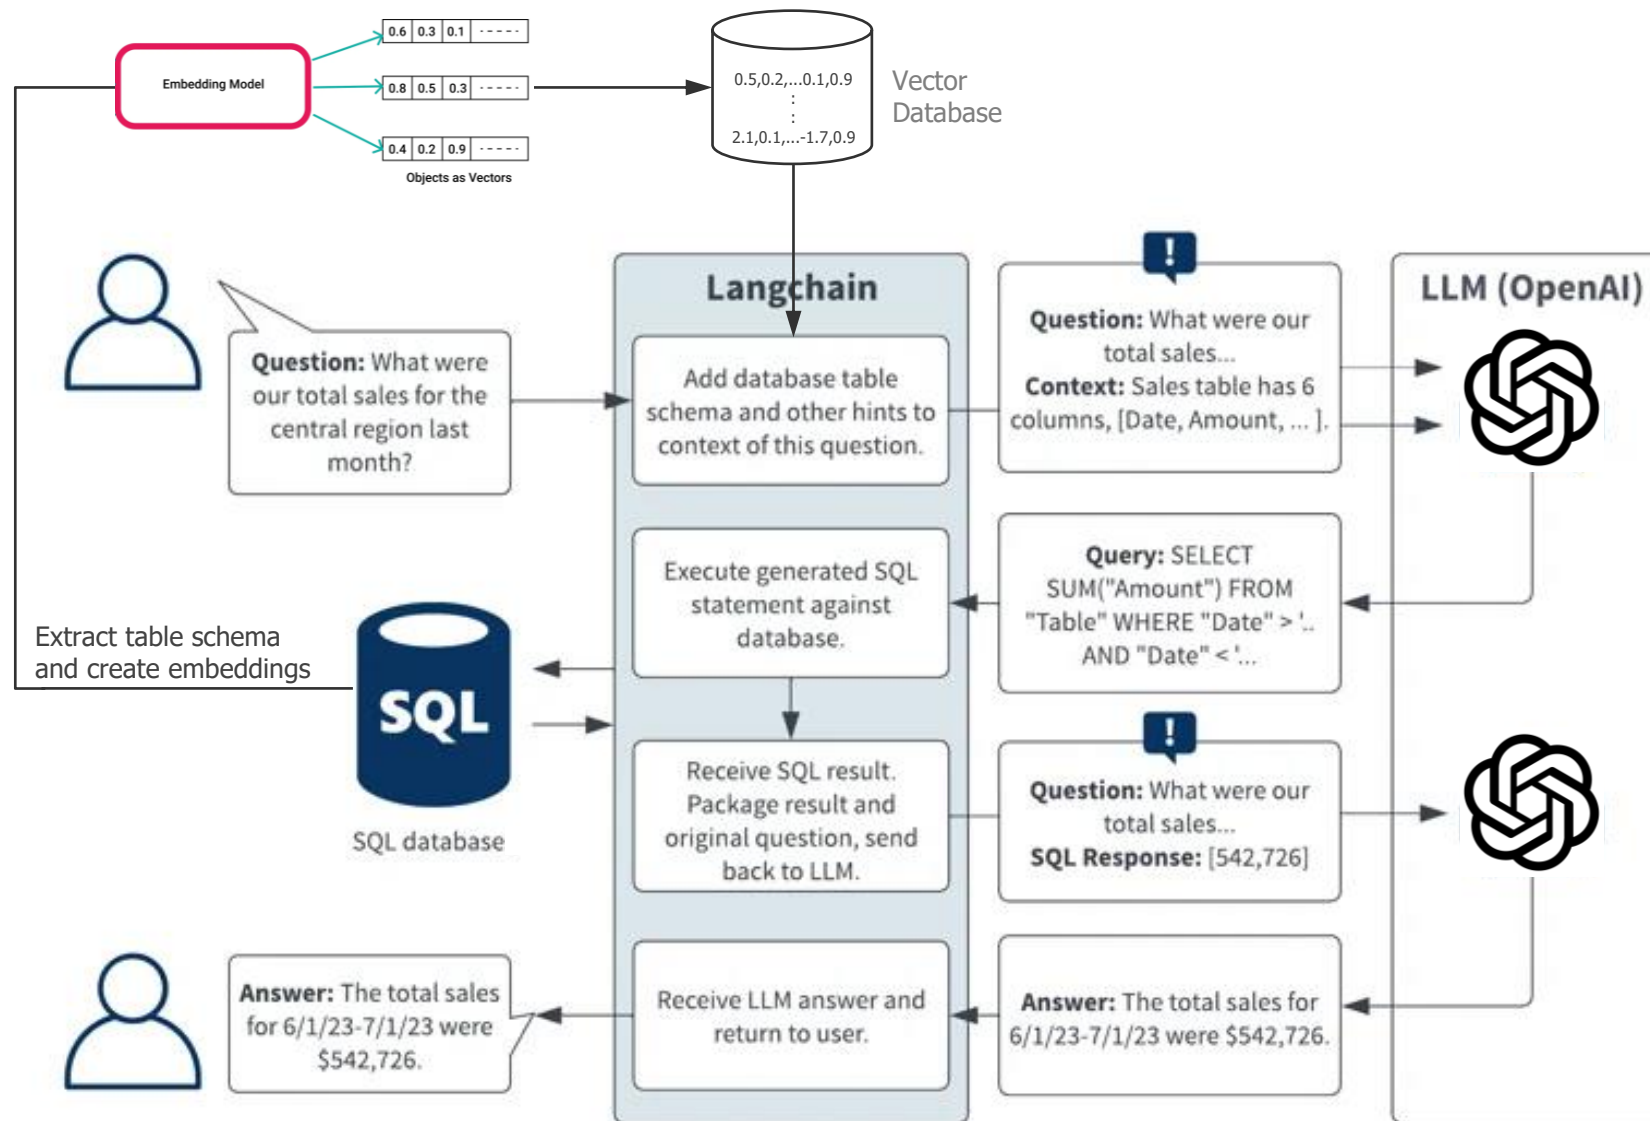 0.6 0.3 0.1 -----
Embedding Model
0.8 0.5 0.3 -----
0.4 0.2 0.9 -----
Objects as Vectors
0.5,0.2,...0.1,0.9
:
:
2.1,0.1,...-1.7,0.9
Vector
Database
Langchain
LLM (OpenAI)
Question: What were
our total sales for the
central region last
month?
Add database table
schema and other hints to
context of this question.
!
Question: What were our
total sales...
Context: Sales table has 6
columns, [Date, Amount, ... ].
Query: SELECT
SUM("Amount") FROM
"Table" WHERE "Date" > '..
AND "Date" < '...
Execute generated SQL
statement against
database.
Extract table schema
and create embeddings
SQL
SQL database
Receive SQL result.
Package result and
original question, send
back to LLM.
!
Question: What were our
total sales...
SQL Response: [542,726]
Answer: The total sales for
6/1/23-7/1/23 were $542,726.
Receive LLM answer and
return to user.
Answer: The total sales
for 6/1/23-7/1/23 were
$542,726.